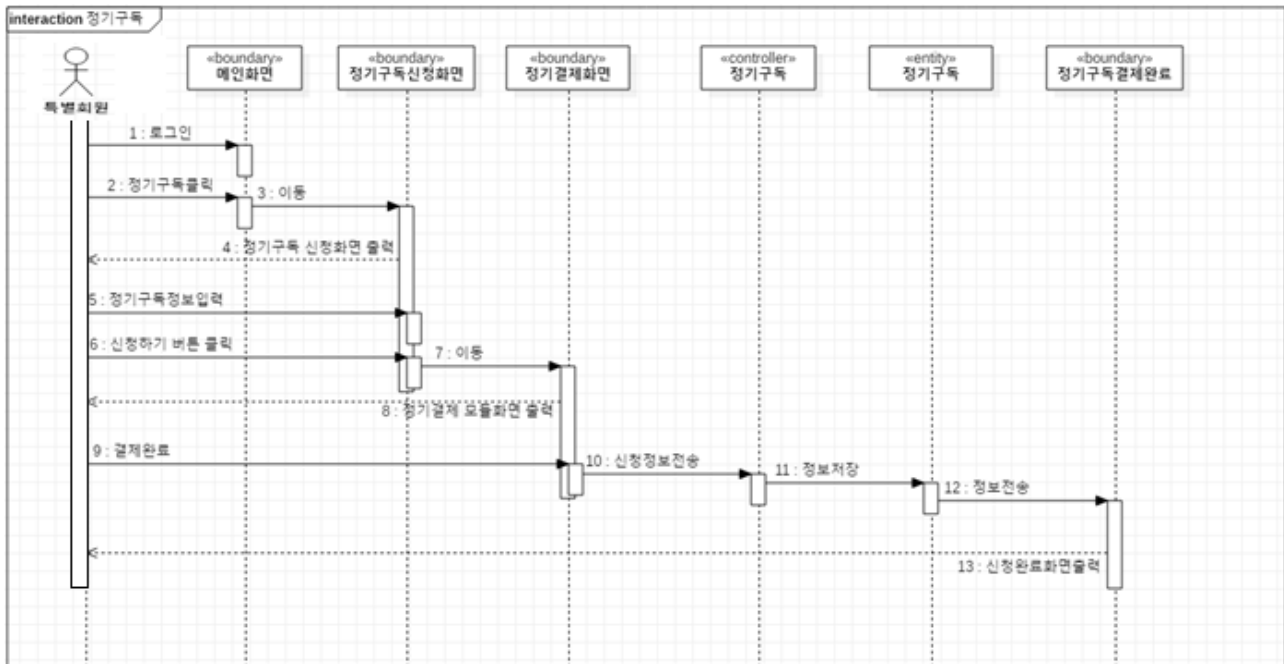 interaction 정기구독
«boundary»
메인화면
«boundary»
정기구독신청화면
«boundary»
정기결제화면
«controller»
정기구독
«entity»
정기구독
«boundary»
정기구독결제완료
특별회원
1 : 로그인
2 : 정기구독클릭
3 : 이동
4 : 정기구독 신청화면 출력
5 : 정기구독정보입력
6 : 신청하기 버튼 클릭
7 : 이동
8 : 정기결제 모듈화면 출력
9 : 결제완료
10 : 신청정보전송
11 : 정보저장
12 : 정보전송
13 : 신청완료화면출력